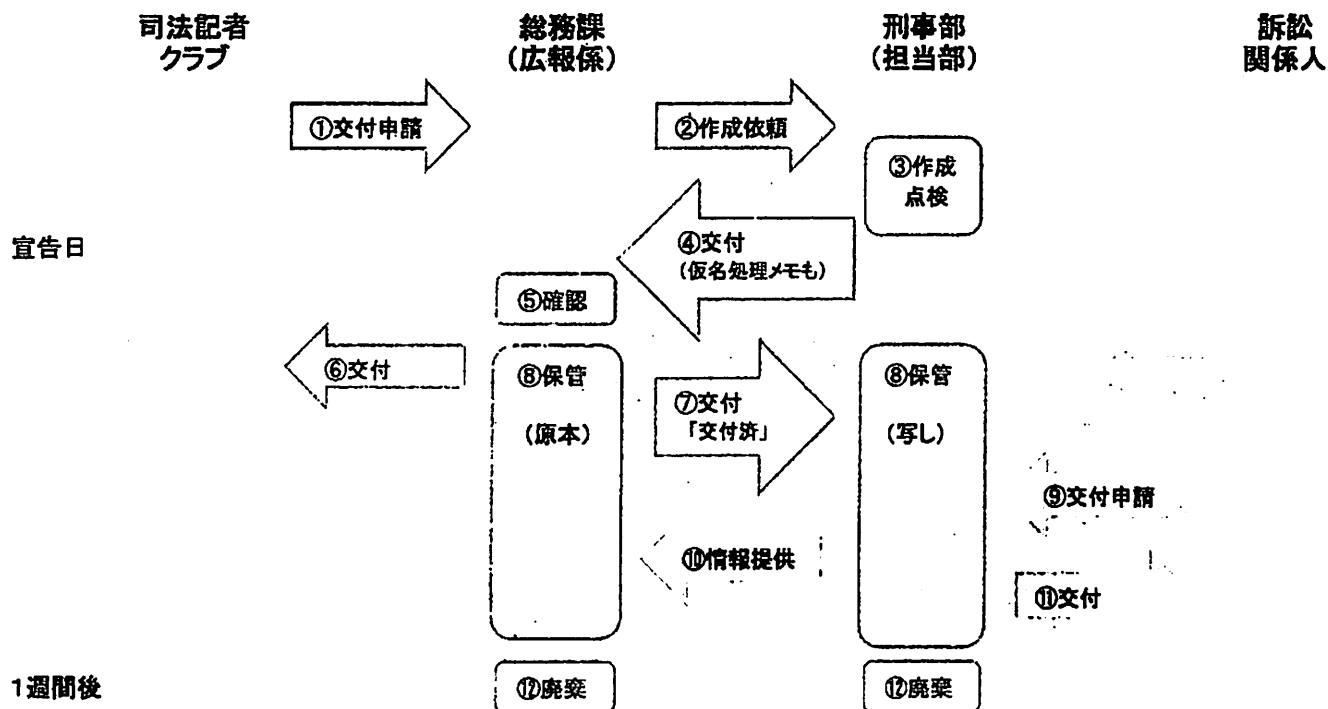 司法記者
クラブ
総務課
(広報係)
刑事部
(担当部)
訴訟
関係人
①交付申請
②作成依頼
③作成
点検
宣告日
④交付
(仮名処理メモも)
⑤確認
⑥交付
⑧保管
(原本)
⑦交付
「交付済」
⑧保管
(写し)
⑨交付申請
⑩情報提供
⑪交付
1週間後
⑫廃棄
⑫廃棄